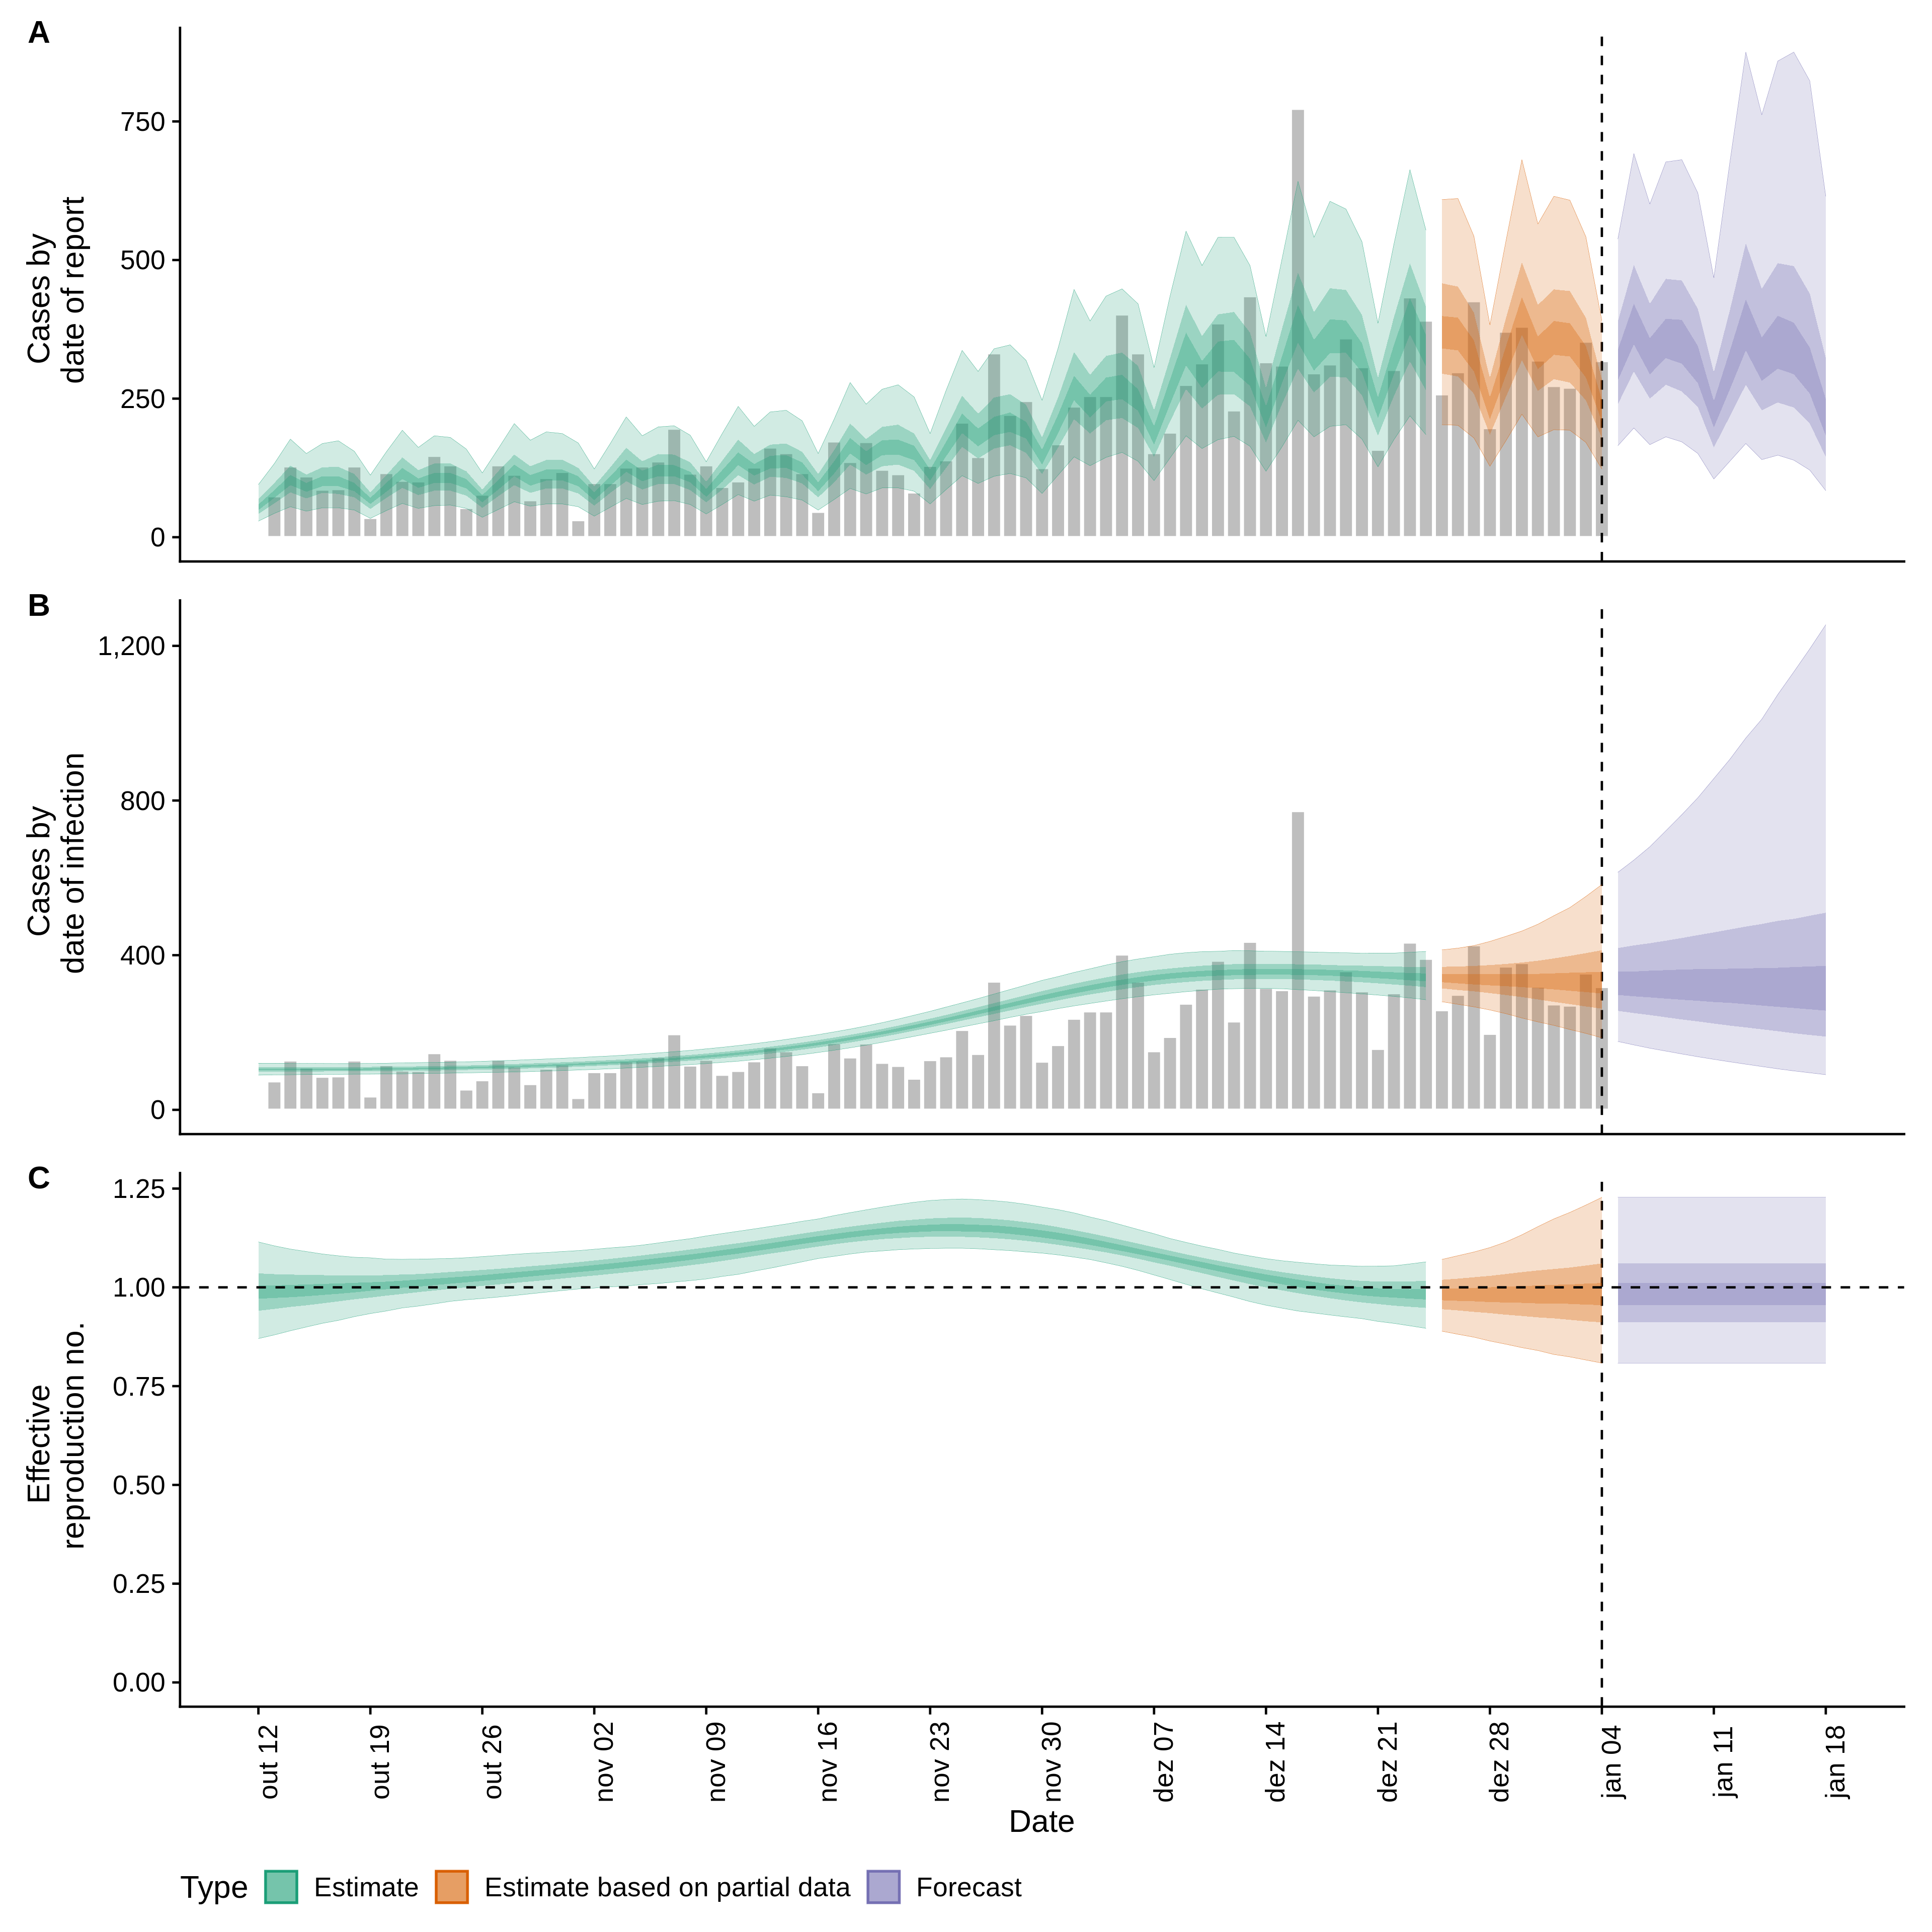 A
750
500
250
0
Cases by
date of report
B
1,200
800
400
0
Cases by
date of infection
C
1.25
1.00
0.75
0.50
0.25
0.00
Effective
reproduction no.
out 12
out 19
out 26
nov 02
nov 09
nov 16
nov 23
nov 30
dez 07
dez 14
dez 21
dez 28
jan 04
jan 11
jan 18
Date
Type Estimate Estimate based on partial data Forecast